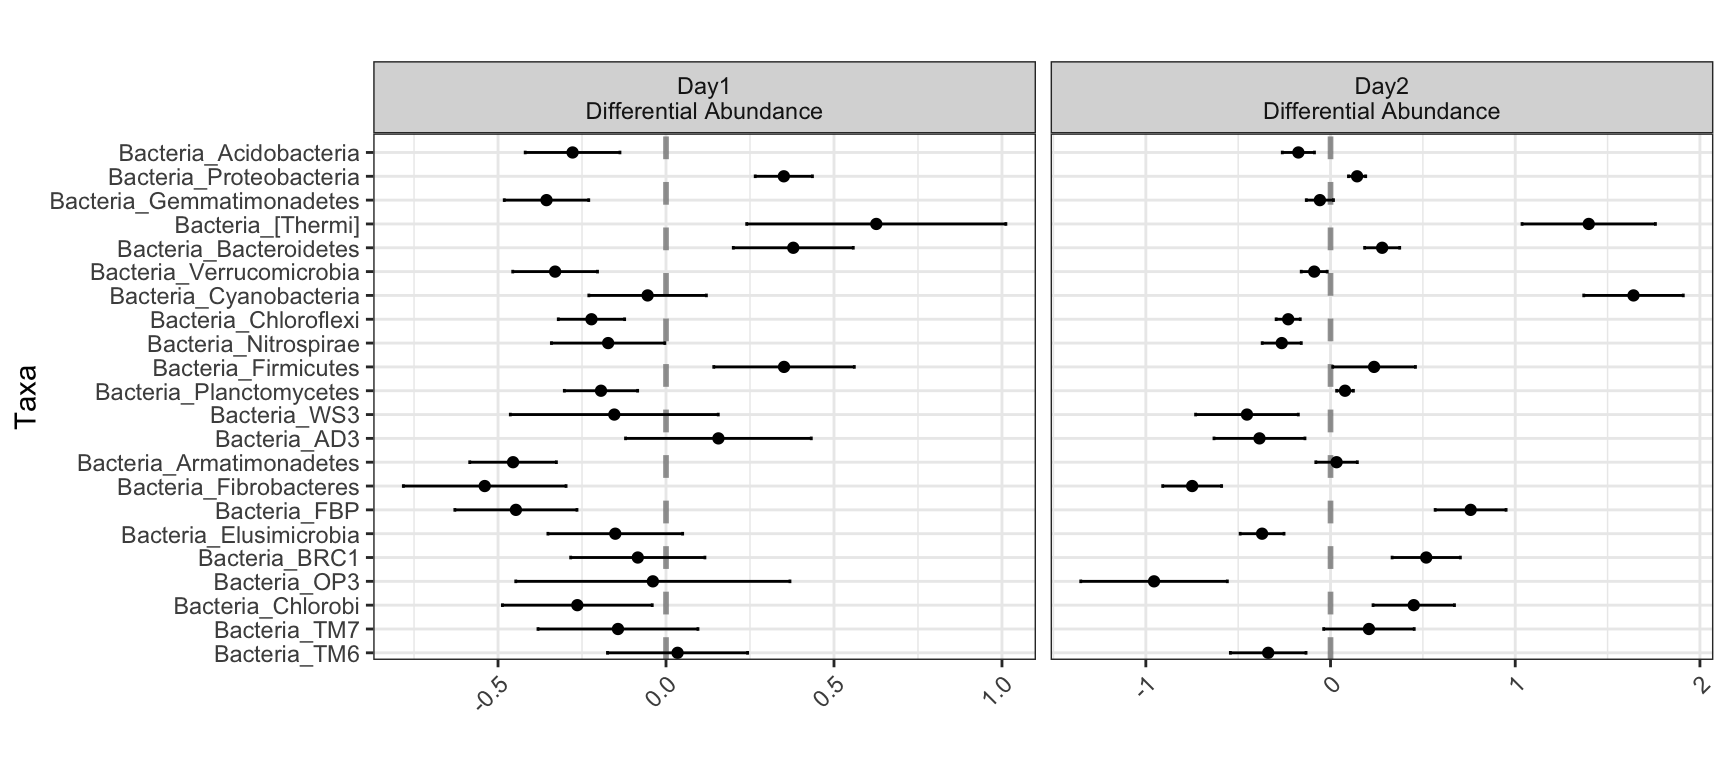 Day1
Differential Abundance
Day2
Differential Abundance
Taxa
Bacteria_Acidobacteria
Bacteria_Proteobacteria
Bacteria_Gemmatimonadetes
Bacteria_[Thermi]
Bacteria_Bacteroidetes
Bacteria_Verrucomicrobia
Bacteria_Cyanobacteria
Bacteria_Chloroflexi
Bacteria_Nitrospirae
Bacteria_Firmicutes
Bacteria_Planctomycetes
Bacteria_WS3
Bacteria_AD3
Bacteria_Armatimonadetes
Bacteria_Fibrobacteres
Bacteria_FBP
Bacteria_Elusimicrobia
Bacteria_BRC1
Bacteria_OP3
Bacteria_Chlorobi
Bacteria_TM7
Bacteria_TM6
-0.5 0.0 0.5 1.0
-1 0 1 2